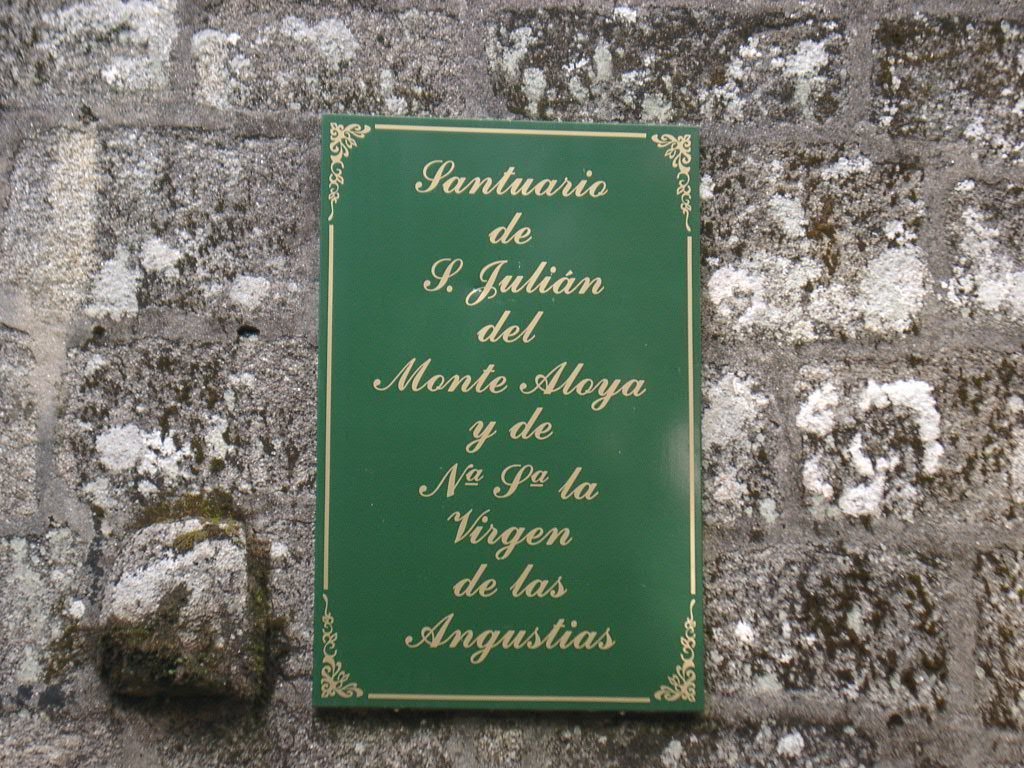 Santuario
de
S. Julián
del
Monte Aloya
y de
Nª Sª la
Virgen
de las
Angustias